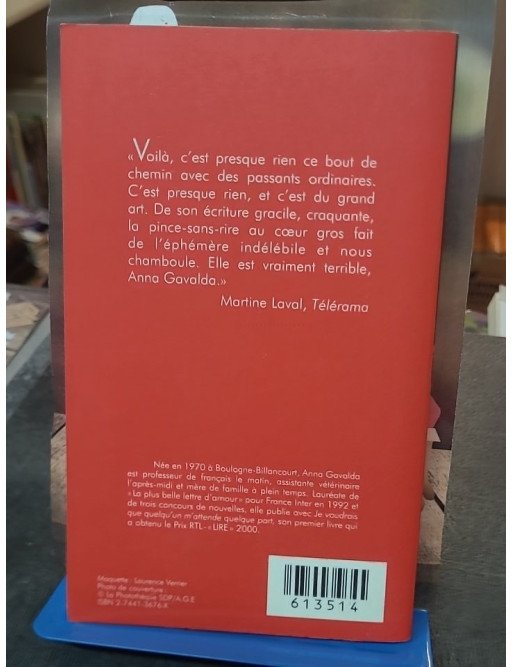 «Voilà, c'est presque rien ce bout de
chemin avec des passants ordinaires.
C'est presque rien, et c'est du grand
art. De son écriture gracile, craquante,
la pince-sans-rire au cœur gros fait
de l'éphémère indélébile et nous
chamboule. Elle est vraiment terrible,
Anna Gavalda.»
Martine Laval, Télérama
Née en 1970 à Boulogne-Billancourt, Anna Gavalda
est professeur de français le matin, assistante vétérinaire
l'après-midi et mère de famille à plein temps. Lauréate de
«La plus belle lettre d'amour» pour France Inter en 1992 et
de trois concours de nouvelles, elle publie avec Je voudrais
que quelqu'un m'attende quelque part, son premier livre qui
a obtenu le Prix RTL-«LIRE» 2000.
Maquette : Laurence Verrier
Photo de couverture :
© La Photothèque SDP/A.G.E
ISBN 2-7441-3676-X
613514